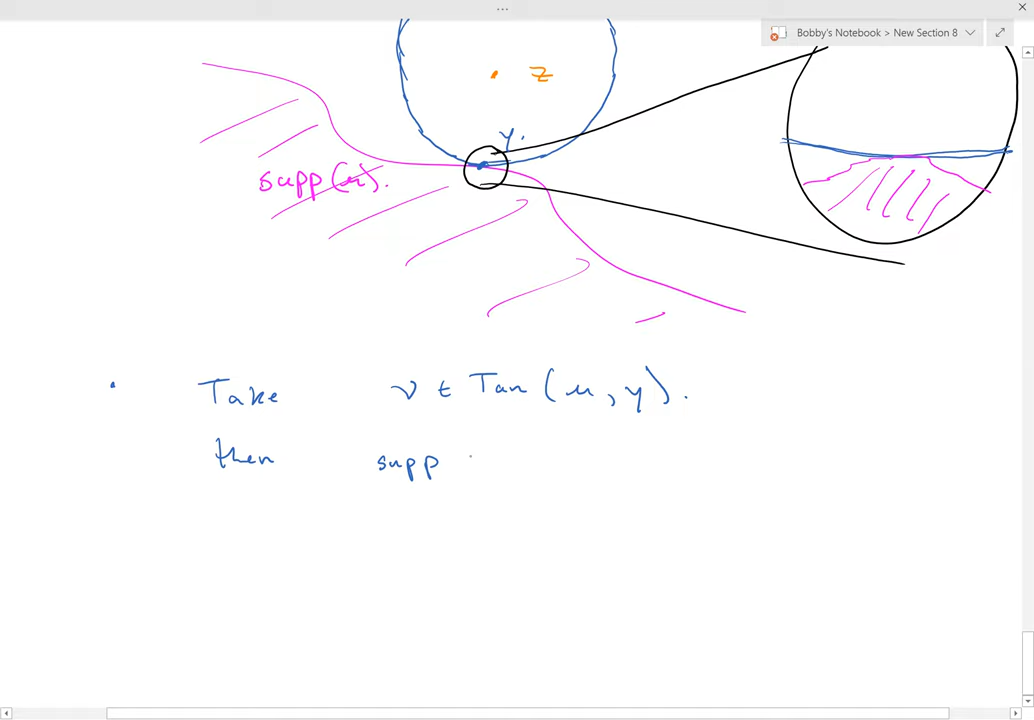 ...
Bobby's Notebook > New Section 8
z
y.
supp(μ).
• Take ν ∈ Tan(μ, y).
then supp